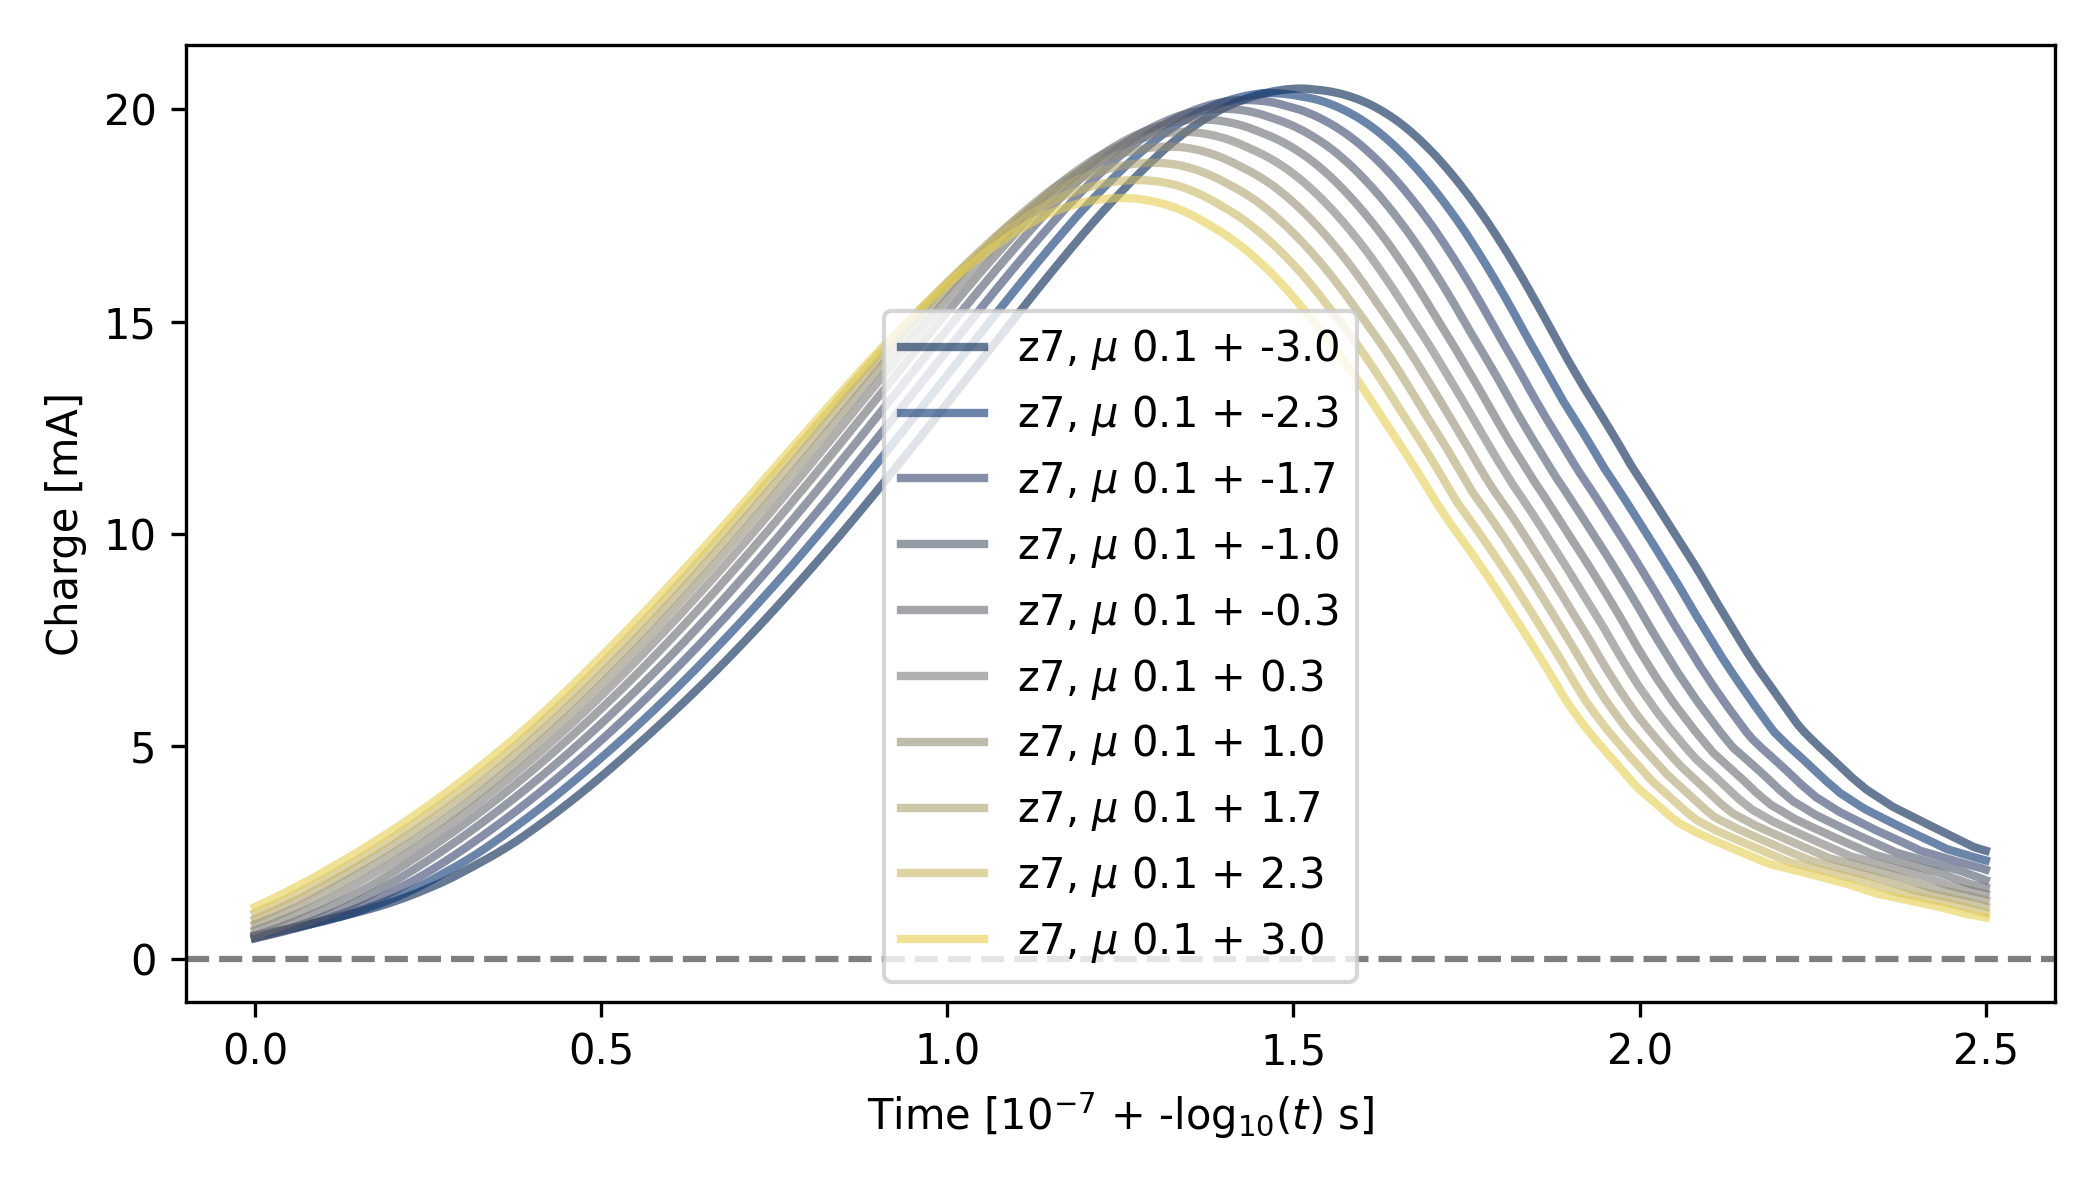 Charge [mA]
20
15
10
5
0
z7, μ 0.1 + -3.0
z7, μ 0.1 + -2.3
z7, μ 0.1 + -1.7
z7, μ 0.1 + -1.0
z7, μ 0.1 + -0.3
z7, μ 0.1 + 0.3
z7, μ 0.1 + 1.0
z7, μ 0.1 + 1.7
z7, μ 0.1 + 2.3
z7, μ 0.1 + 3.0
0.0 0.5 1.0 1.5 2.0 2.5
Time [10⁻⁷ + -log₁₀(t) s]